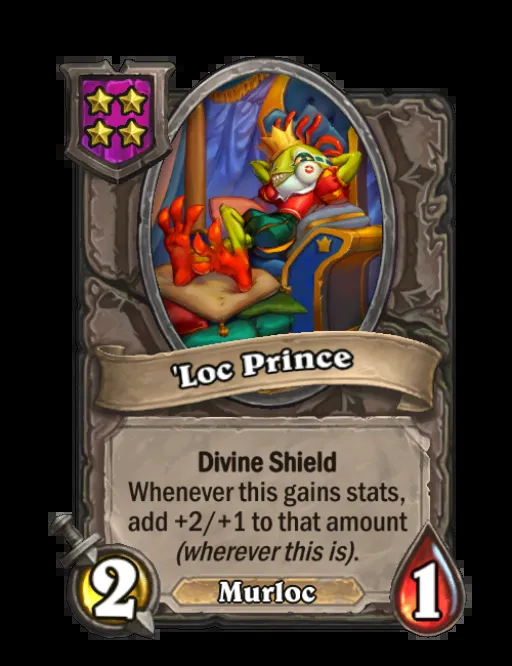 'Loc Prince
Divine Shield
Whenever this gains stats,
add +2/+1 to that amount
(wherever this is).
2
Murloc
1